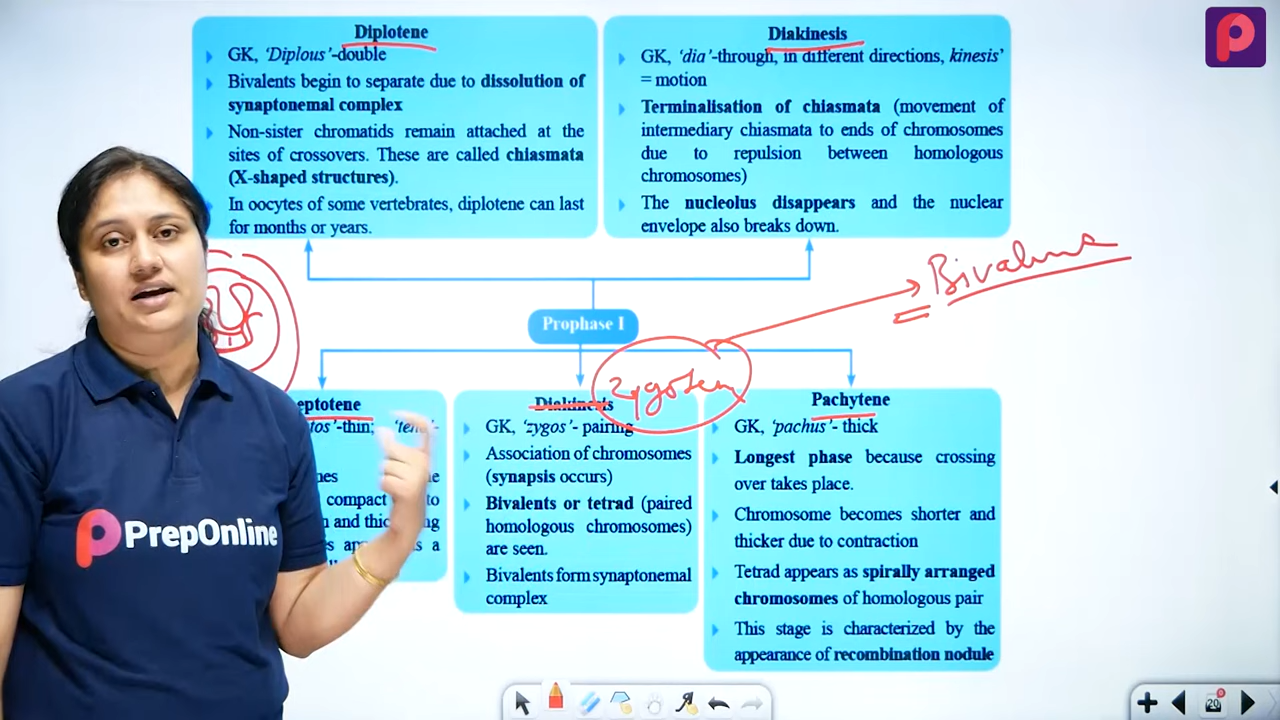 Diplotene
GK, ‘Diplous’-double
Bivalents begin to separate due to dissolution of
synaptonemal complex
Non-sister chromatids remain attached at the
sites of crossovers. These are called chiasmata
(X-shaped structures).
In oocytes of some vertebrates, diplotene can last
for months or years.
Diakinesis
GK, ‘dia’-through, in different directions, kinesis’
= motion
Terminalisation of chiasmata (movement of
intermediary chiasmata to ends of chromosomes
due to repulsion between homologous
chromosomes)
The nucleolus disappears and the nuclear
envelope also breaks down.
Prophase I
eptotene
tos’-thin;
compact
Diakinesis
GK, ‘zygos’- pairing
Association of chromosomes
(synapsis occurs)
Bivalents or tetrad (paired
homologous chromosomes)
are seen.
Bivalents form synaptonemal
complex
Pachytene
GK, ‘pachus’- thick
Longest phase because crossing
over takes place.
Chromosome becomes shorter and
thicker due to contraction
Tetrad appears as spirally arranged
chromosomes of homologous pair
This stage is characterized by the
appearance of recombination nodule
PrepOnline
20